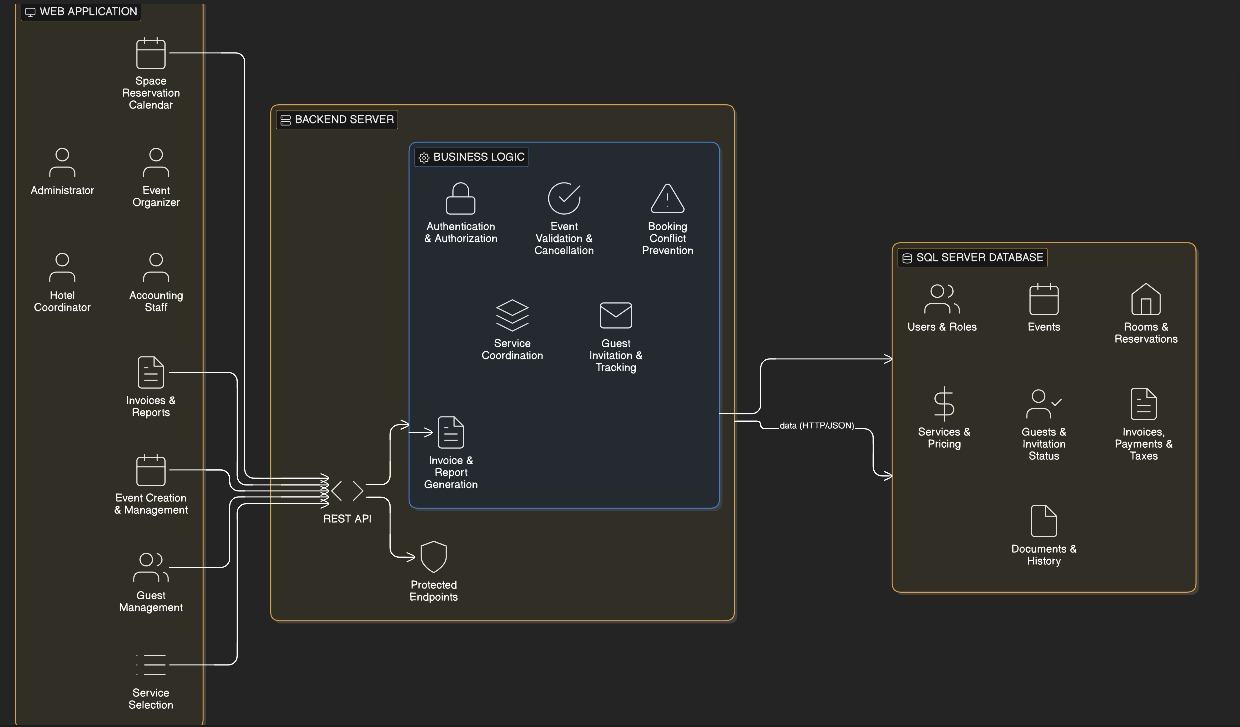 WEB APPLICATION
Space
Reservation
Calendar
Administrator
Event
Organizer
Hotel
Coordinator
Accounting
Staff
Invoices &
Reports
Event Creation
& Management
Guest
Management
Service
Selection
BACKEND SERVER
REST API
Protected
Endpoints
BUSINESS LOGIC
Authentication
& Authorization
Event
Validation &
Cancellation
Booking
Conflict
Prevention
Service
Coordination
Guest
Invitation &
Tracking
Invoice &
Report
Generation
data (HTTP/JSON)
SQL SERVER DATABASE
Users & Roles
Events
Rooms &
Reservations
Services &
Pricing
Guests &
Invitation
Status
Invoices,
Payments &
Taxes
Documents &
History